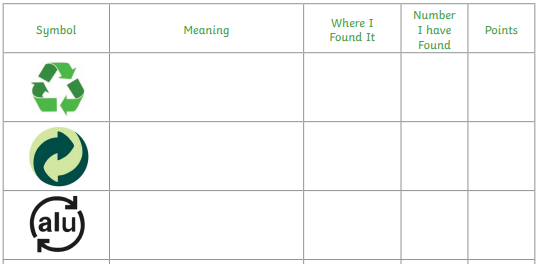 Symbol
Meaning
Where I
Found It
Number
I have
Found
Points
alu